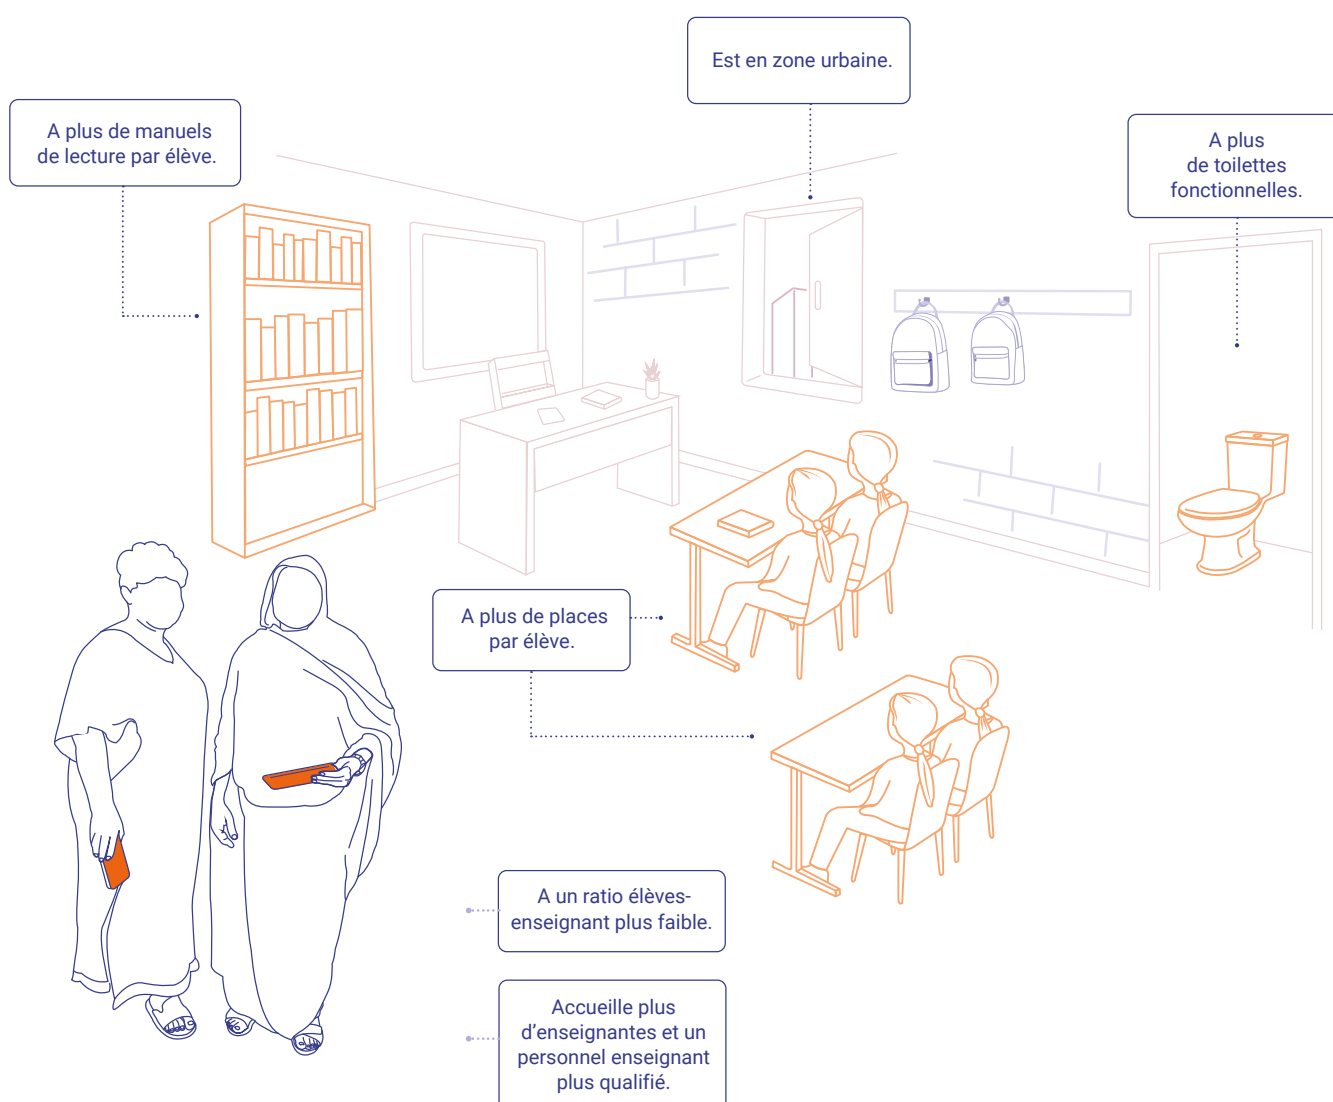 Est en zone urbaine.
A plus de manuels
de lecture par élève.
A plus
de toilettes
fonctionnelles.
A plus de places
par élève.
A un ratio élèves-
enseignant plus faible.
Accueille plus
d’enseignantes et un
personnel enseignant
plus qualifié.